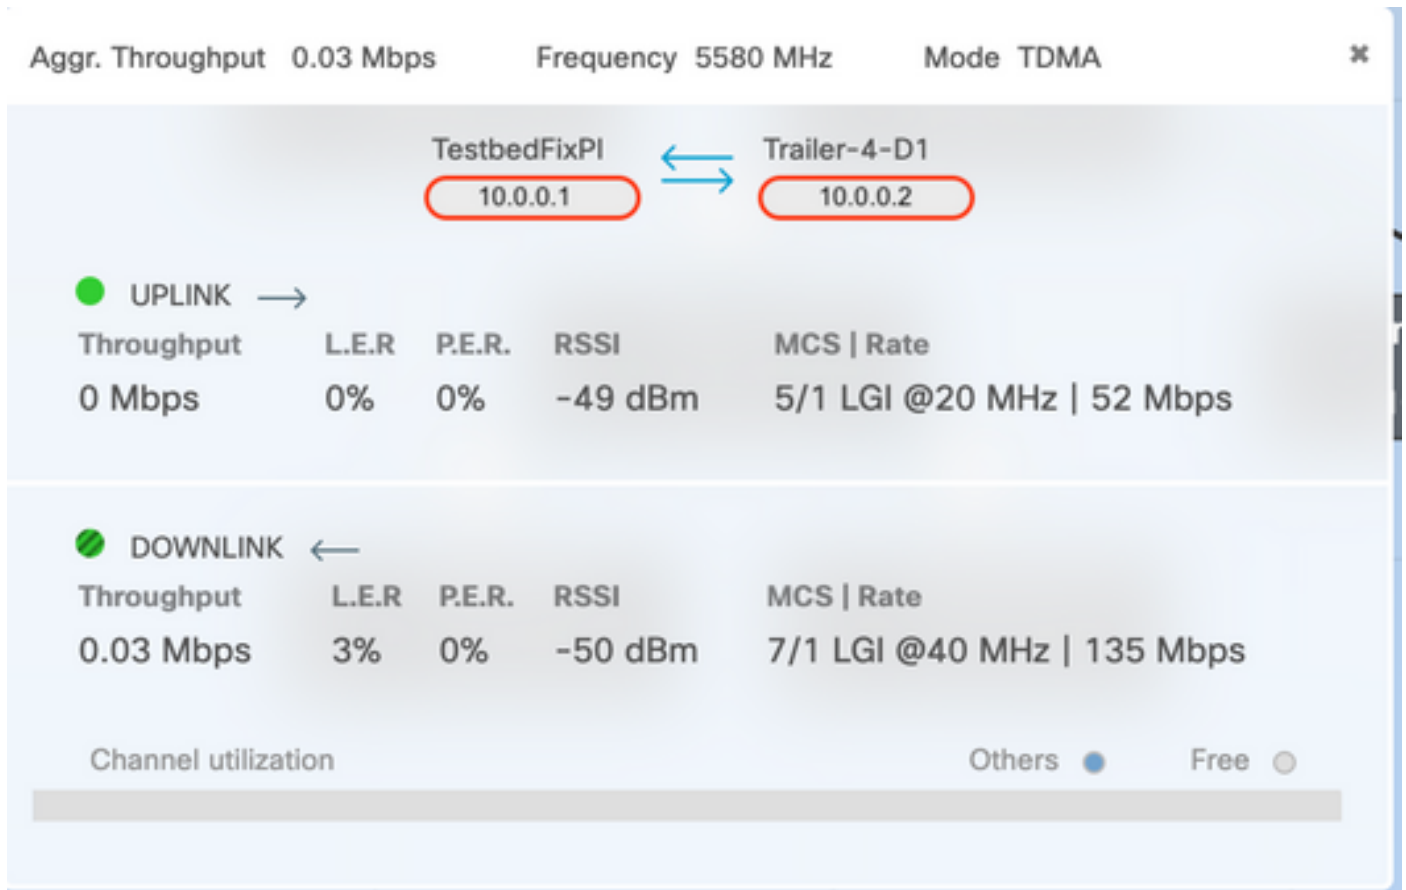 Aggr. Throughput 0.03 Mbps Frequency 5580 MHz Mode TDMA
TestbedFixPI Trailer-4-D1
10.0.0.1 10.0.0.2
UPLINK
Throughput L.E.R P.E.R. RSSI MCS | Rate
0 Mbps 0% 0% -49 dBm 5/1 LGI @20 MHz | 52 Mbps
DOWNLINK
Throughput L.E.R P.E.R. RSSI MCS | Rate
0.03 Mbps 3% 0% -50 dBm 7/1 LGI @40 MHz | 135 Mbps
Channel utilization Others Free